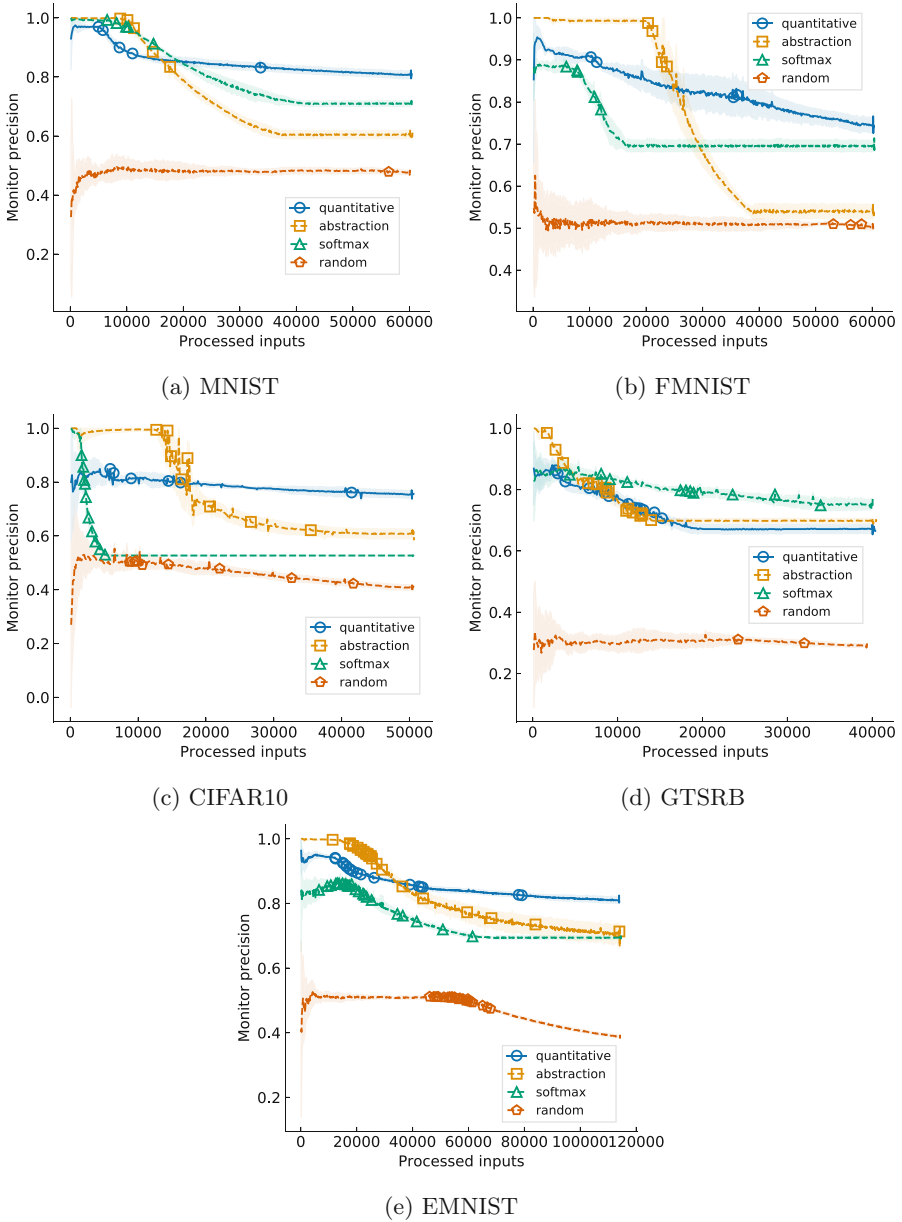 1.0
0.8
0.6
0.4
0.2
Monitor precision
quantitative
abstraction
softmax
random
0 10000 20000 30000 40000 50000 60000
Processed inputs
(a) MNIST
1.0
0.9
0.8
0.7
0.6
0.5
0.4
Monitor precision
quantitative
abstraction
softmax
random
0 10000 20000 30000 40000 50000 60000
Processed inputs
(b) FMNIST
1.0
0.8
0.6
0.4
0.2
0.0
Monitor precision
quantitative
abstraction
softmax
random
0 10000 20000 30000 40000 50000
Processed inputs
(c) CIFAR10
1.0
0.8
0.6
0.4
0.2
Monitor precision
quantitative
abstraction
softmax
random
0 10000 20000 30000 40000
Processed inputs
(d) GTSRB
1.0
0.8
0.6
0.4
0.2
Monitor precision
quantitative
abstraction
softmax
random
0 20000 40000 60000 80000 100000 120000
Processed inputs
(e) EMNIST